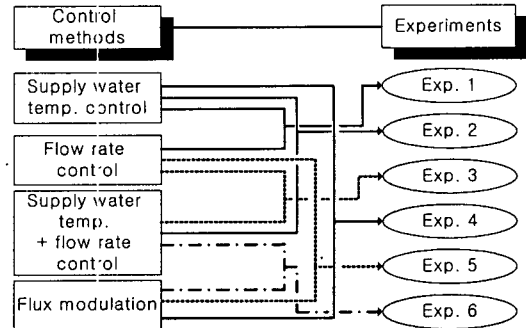 Control
methods
Experiments
Supply water
temp. control
Flow rate
control
Supply water
temp.
+ flow rate
control
Flux modulation
Exp. 1
Exp. 2
Exp. 3
Exp. 4
Exp. 5
Exp. 6